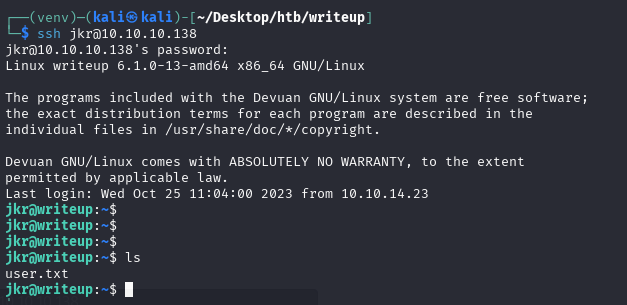 ┌──(venv)─(kali㉿kali)-[~/Desktop/htb/writeup]
└─$ ssh jkr@10.10.10.138
jkr@10.10.10.138's password:
Linux writeup 6.1.0-13-amd64 x86_64 GNU/Linux
The programs included with the Devuan GNU/Linux system are free software;
the exact distribution terms for each program are described in the
individual files in /usr/share/doc/*/copyright.
Devuan GNU/Linux comes with ABSOLUTELY NO WARRANTY, to the extent
permitted by applicable law.
Last login: Wed Oct 25 11:04:00 2023 from 10.10.14.23
jkr@writeup:~$
jkr@writeup:~$
jkr@writeup:~$
jkr@writeup:~$ ls
user.txt
jkr@writeup:~$